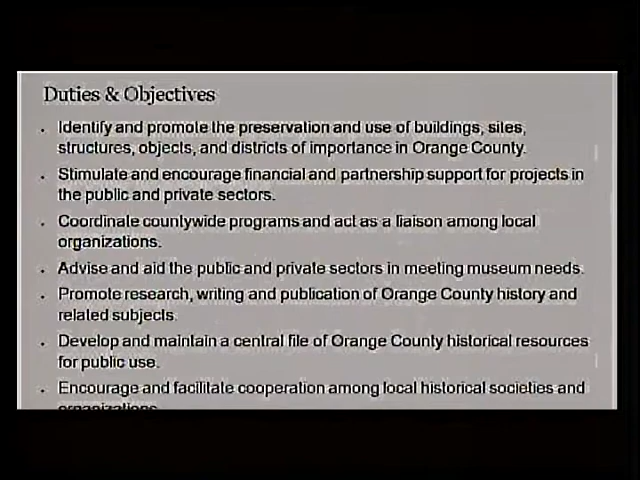 Duties & Objectives
• Identify and promote the preservation and use of buildings, sites,
structures, objects, and districts of importance in Orange County.
• Stimulate and encourage financial and partnership support for projects in
the public and private sectors.
• Coordinate countywide programs and act as a liaison among local
organizations.
• Advise and aid the public and private sectors in meeting museum needs.
• Promote research, writing and publication of Orange County history and
related subjects.
• Develop and maintain a central file of Orange County historical resources
for public use.
• Encourage and facilitate cooperation among local historical societies and
organizations.